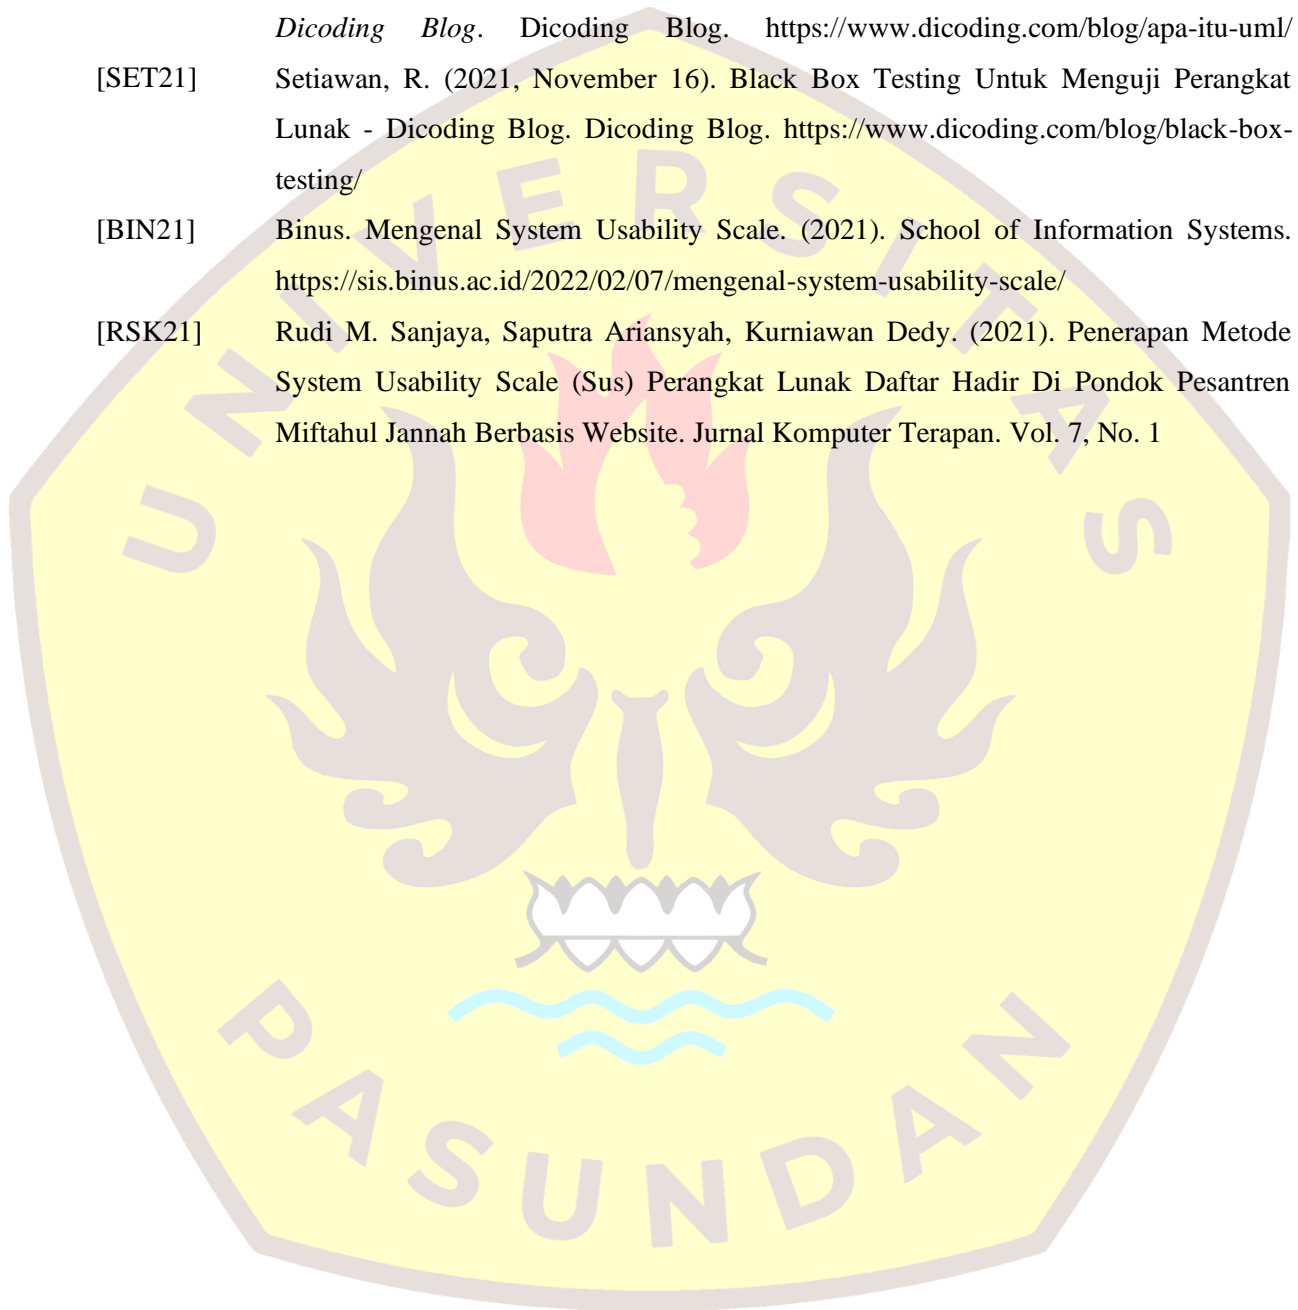 Dicoding Blog. Dicoding Blog. https://www.dicoding.com/blog/apa-itu-uml/
[SET21] Setiawan, R. (2021, November 16). Black Box Testing Untuk Menguji Perangkat
Lunak - Dicoding Blog. Dicoding Blog. https://www.dicoding.com/blog/black-box-
testing/
[BIN21] Binus. Mengenal System Usability Scale. (2021). School of Information Systems.
https://sis.binus.ac.id/2022/02/07/mengenal-system-usability-scale/
[RSK21] Rudi M. Sanjaya, Saputra Ariansyah, Kurniawan Dedy. (2021). Penerapan Metode
System Usability Scale (Sus) Perangkat Lunak Daftar Hadir Di Pondok Pesantren
Miftahul Jannah Berbasis Website. Jurnal Komputer Terapan. Vol. 7, No. 1
UNIVERSITAS
PASUNDAN